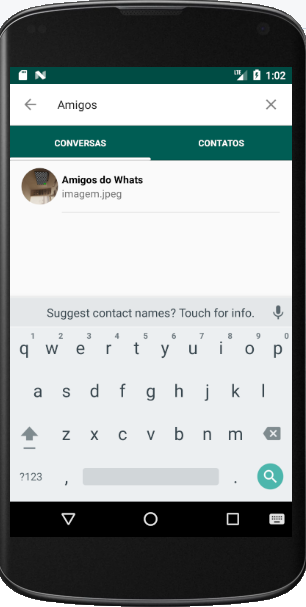 LTE 1:02
Amigos
CONVERSAS CONTATOS
Amigos do Whats
imagem.jpeg
Suggest contact names? Touch for info.
1 2 3 4 5 6 7 8 9 0
q w e r t y u i o p
a s d f g h j k l
z x c v b n m
?123 , .